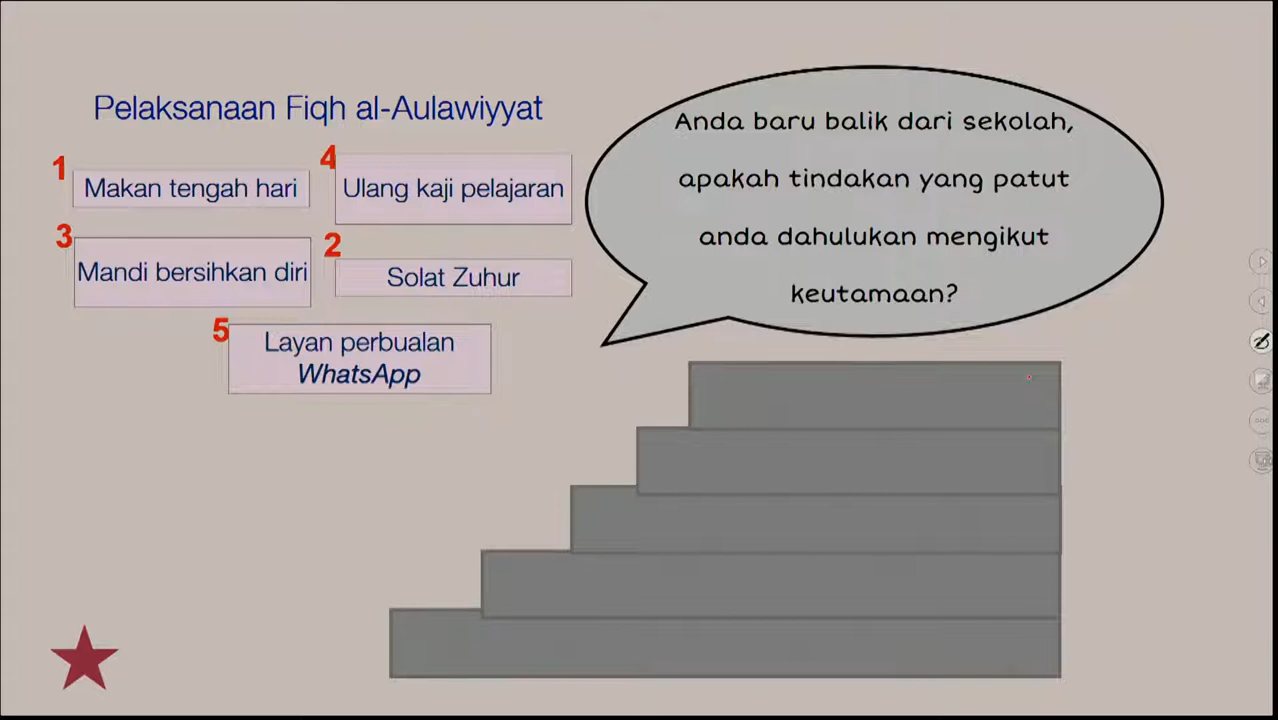 Pelaksanaan Fiqh al-Aulawiyyat
1
Makan tengah hari
4
Ulang kaji pelajaran
3
Mandi bersihkan diri
2
Solat Zuhur
5
Layan perbualan
WhatsApp
Anda baru balik dari sekolah,
apakah tindakan yang patut
anda dahulukan mengikut
keutamaan?